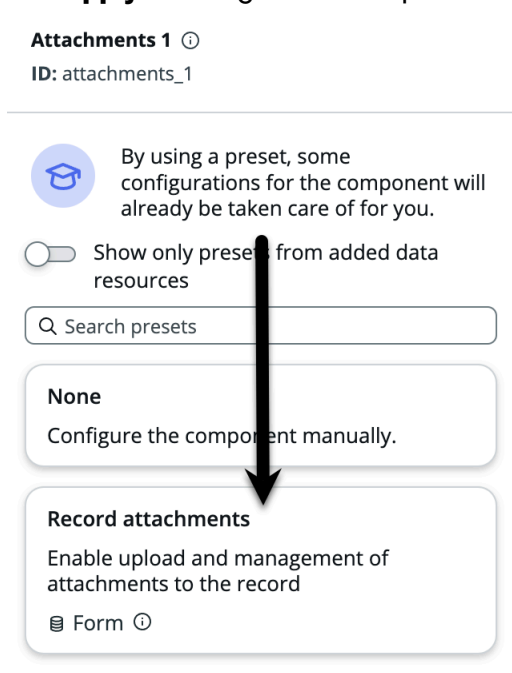 Attachments 1
ID: attachments_1
By using a preset, some
configurations for the component will
already be taken care of for you.
Show only presets from added data
resources
Search presets
None
Configure the component manually.
Record attachments
Enable upload and management of
attachments to the record
Form